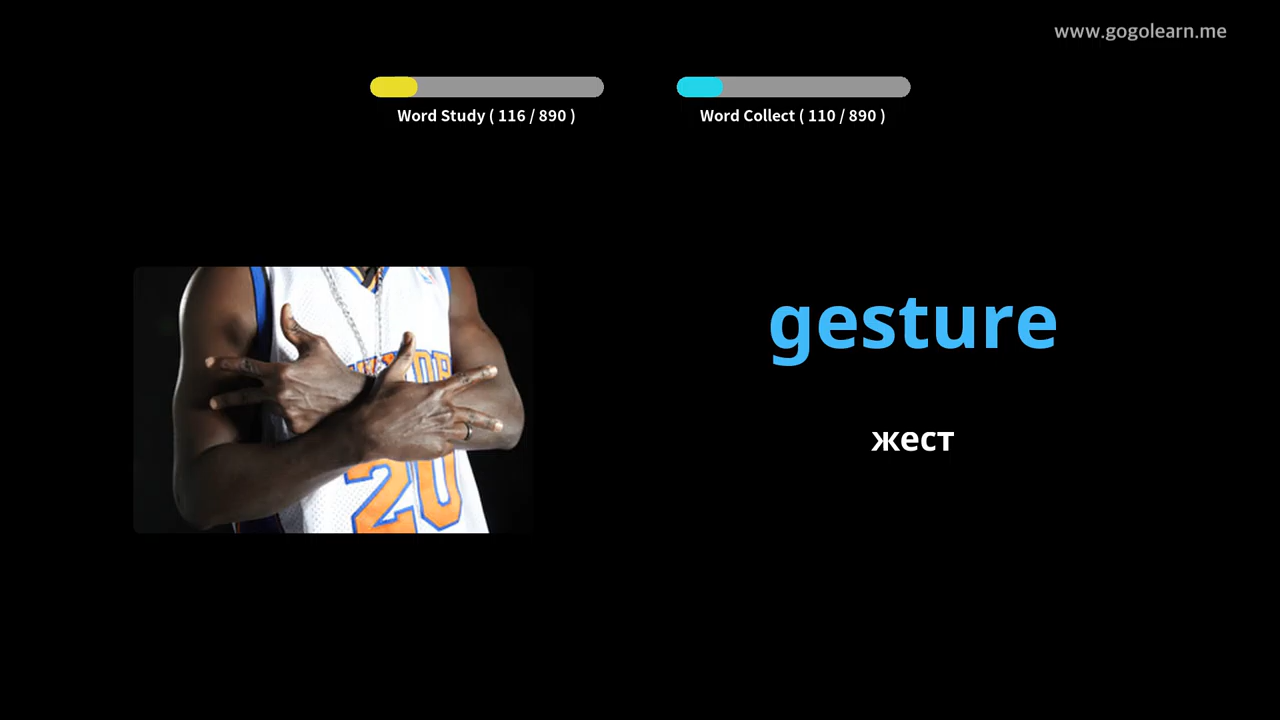 www.gogolearn.me
Word Study ( 116 / 890 )
Word Collect ( 110 / 890 )
gesture
жест
20